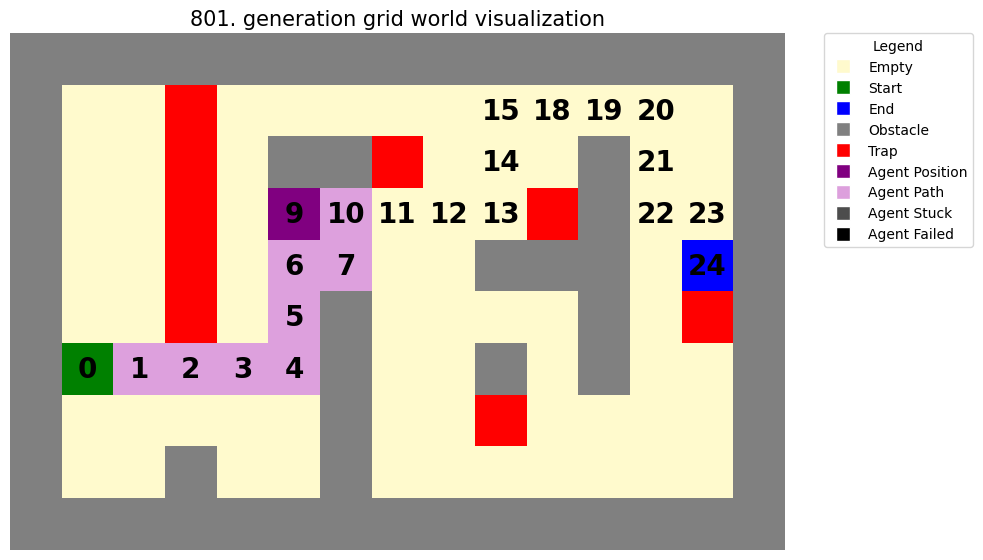 801. generation grid world visualization
Legend
Empty
Start
End
Obstacle
Trap
Agent Position
Agent Path
Agent Stuck
Agent Failed
15 18 19 20
14 21
9 10 11 12 13 22 23
6 7 24
5
0 1 2 3 4